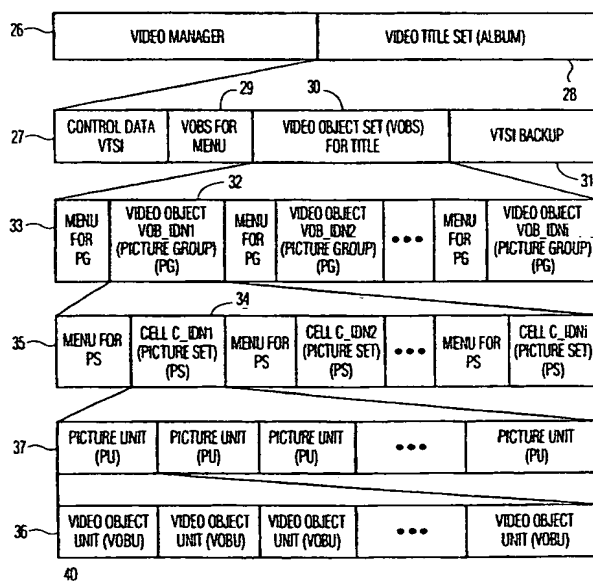 26
VIDEO MANAGER
VIDEO TITLE SET (ALBUM)
28
29
30
27
CONTROL DATA
VTSI
VOBS FOR
MENU
VIDEO OBJECT SET (VOBS)
FOR TITLE
VTSI BACKUP
31
32
33
MENU
FOR
PG
VIDEO OBJECT
VOB_IDN1
(PICTURE GROUP)
(PG)
MENU
FOR
PG
VIDEO OBJECT
VOB_IDN2
(PICTURE GROUP)
(PG)
•••
MENU
FOR
PG
VIDEO OBJECT
VOB_IDNi
(PICTURE GROUP)
(PG)
34
35
MENU FOR
PS
CELL C_IDN1
(PICTURE SET)
(PS)
MENU FOR
PS
CELL C_IDN2
(PICTURE SET)
(PS)
•••
MENU FOR
PS
CELL C_IDNi
(PICTURE SET)
(PS)
37
PICTURE UNIT
(PU)
PICTURE UNIT
(PU)
PICTURE UNIT
(PU)
•••
PICTURE UNIT
(PU)
36
VIDEO OBJECT
UNIT (VOBU)
VIDEO OBJECT
UNIT (VOBU)
VIDEO OBJECT
UNIT (VOBU)
•••
VIDEO OBJECT
UNIT (VOBU)
40